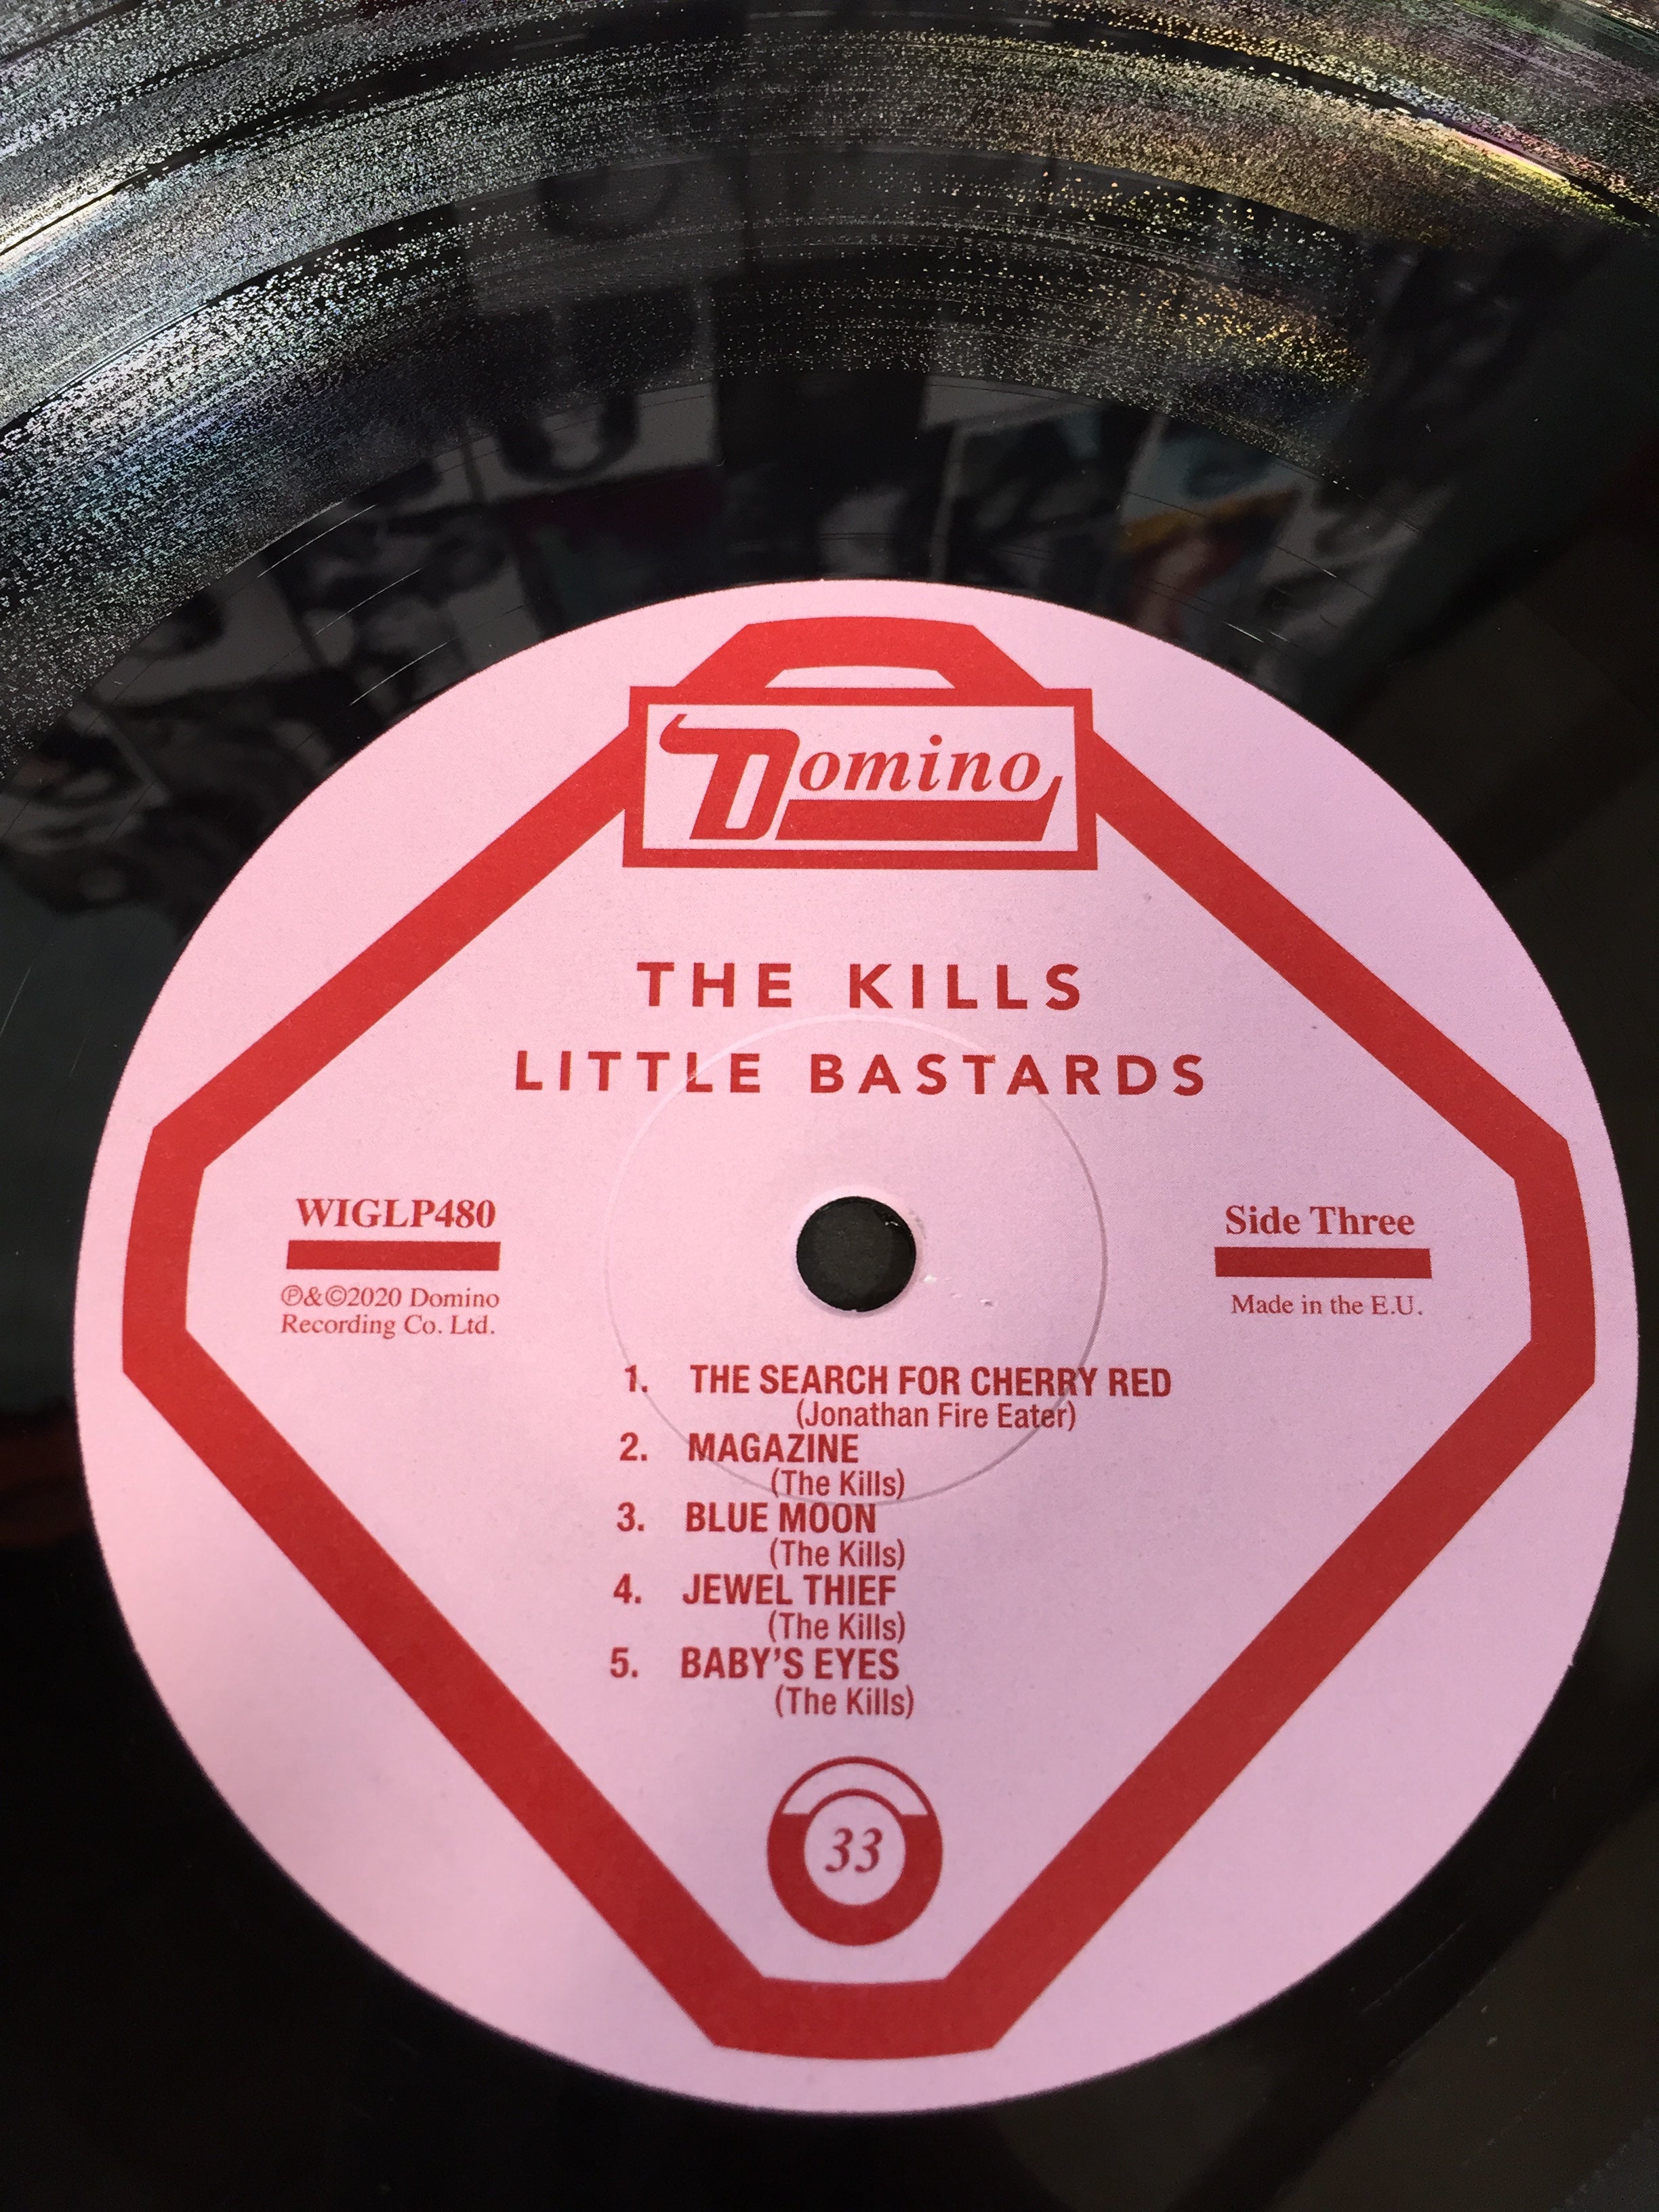 Domino
THE KILLS
LITTLE BASTARDS
WIGLP480
℗&©2020 Domino
Recording Co. Ltd.
Side Three
Made in the E.U.
1. THE SEARCH FOR CHERRY RED
(Jonathan Fire Eater)
2. MAGAZINE
(The Kills)
3. BLUE MOON
(The Kills)
4. JEWEL THIEF
(The Kills)
5. BABY’S EYES
(The Kills)
33